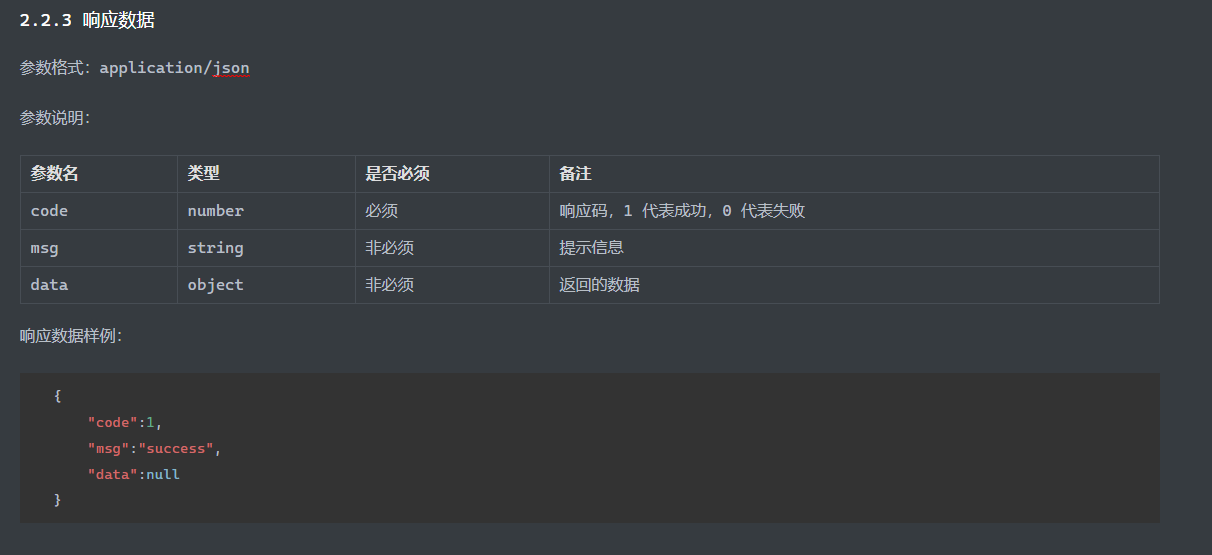 2.2.3 响应数据
参数格式：application/json
参数说明：
参数名 类型 是否必须 备注
code number 必须 响应码，1 代表成功，0 代表失败
msg string 非必须 提示信息
data object 非必须 返回的数据
响应数据样例：
{
"code":1,
"msg":"success",
"data":null
}